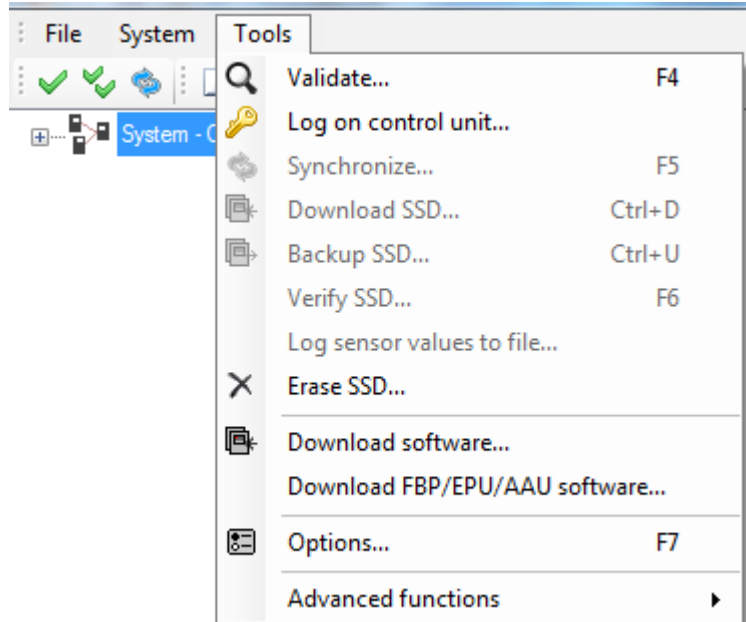 File System Tools
System - C
Validate... F4
Log on control unit...
Synchronize... F5
Download SSD... Ctrl+D
Backup SSD... Ctrl+U
Verify SSD... F6
Log sensor values to file...
Erase SSD...
Download software...
Download FBP/EPU/AAU software...
Options... F7
Advanced functions